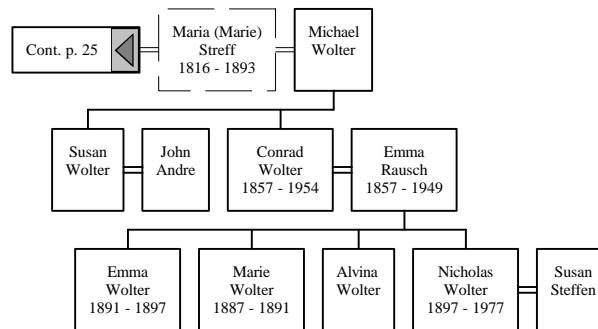 Cont. p. 25
Maria (Marie)
Streff
1816 - 1893
Michael
Wolter
Susan
Wolter
John
Andre
Conrad
Wolter
1857 - 1954
Emma
Rausch
1857 - 1949
Emma
Wolter
1891 - 1897
Marie
Wolter
1887 - 1891
Alvina
Wolter
Nicholas
Wolter
1897 - 1977
Susan
Steffen